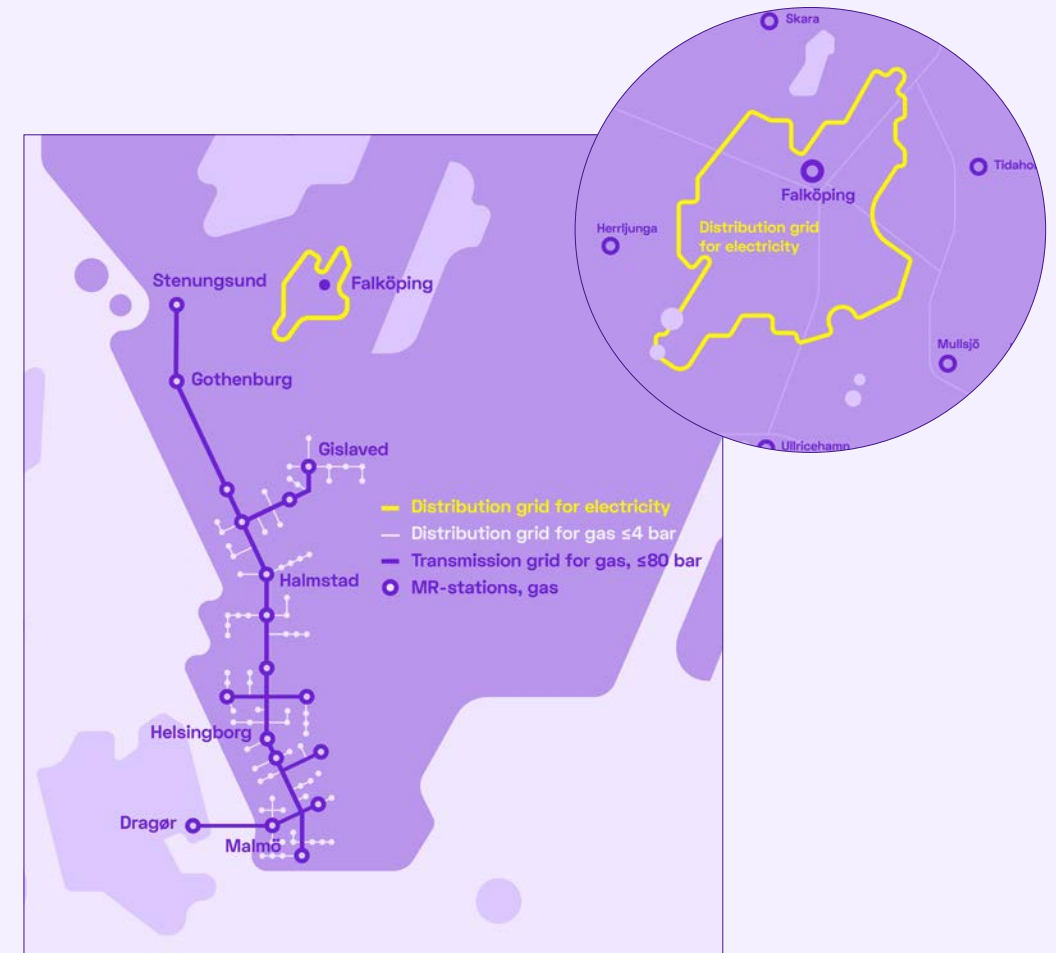 Skara
Tidaho
Falköping
Herrljunga
Distribution grid
for electricity
Mullsjö
Ullricehamn
Stenungsund
Falköping
Gothenburg
Gislaved
Distribution grid for electricity
Distribution grid for gas ≤4 bar
Transmission grid for gas, ≤80 bar
MR-stations, gas
Halmstad
Helsingborg
Dragør
Malmö